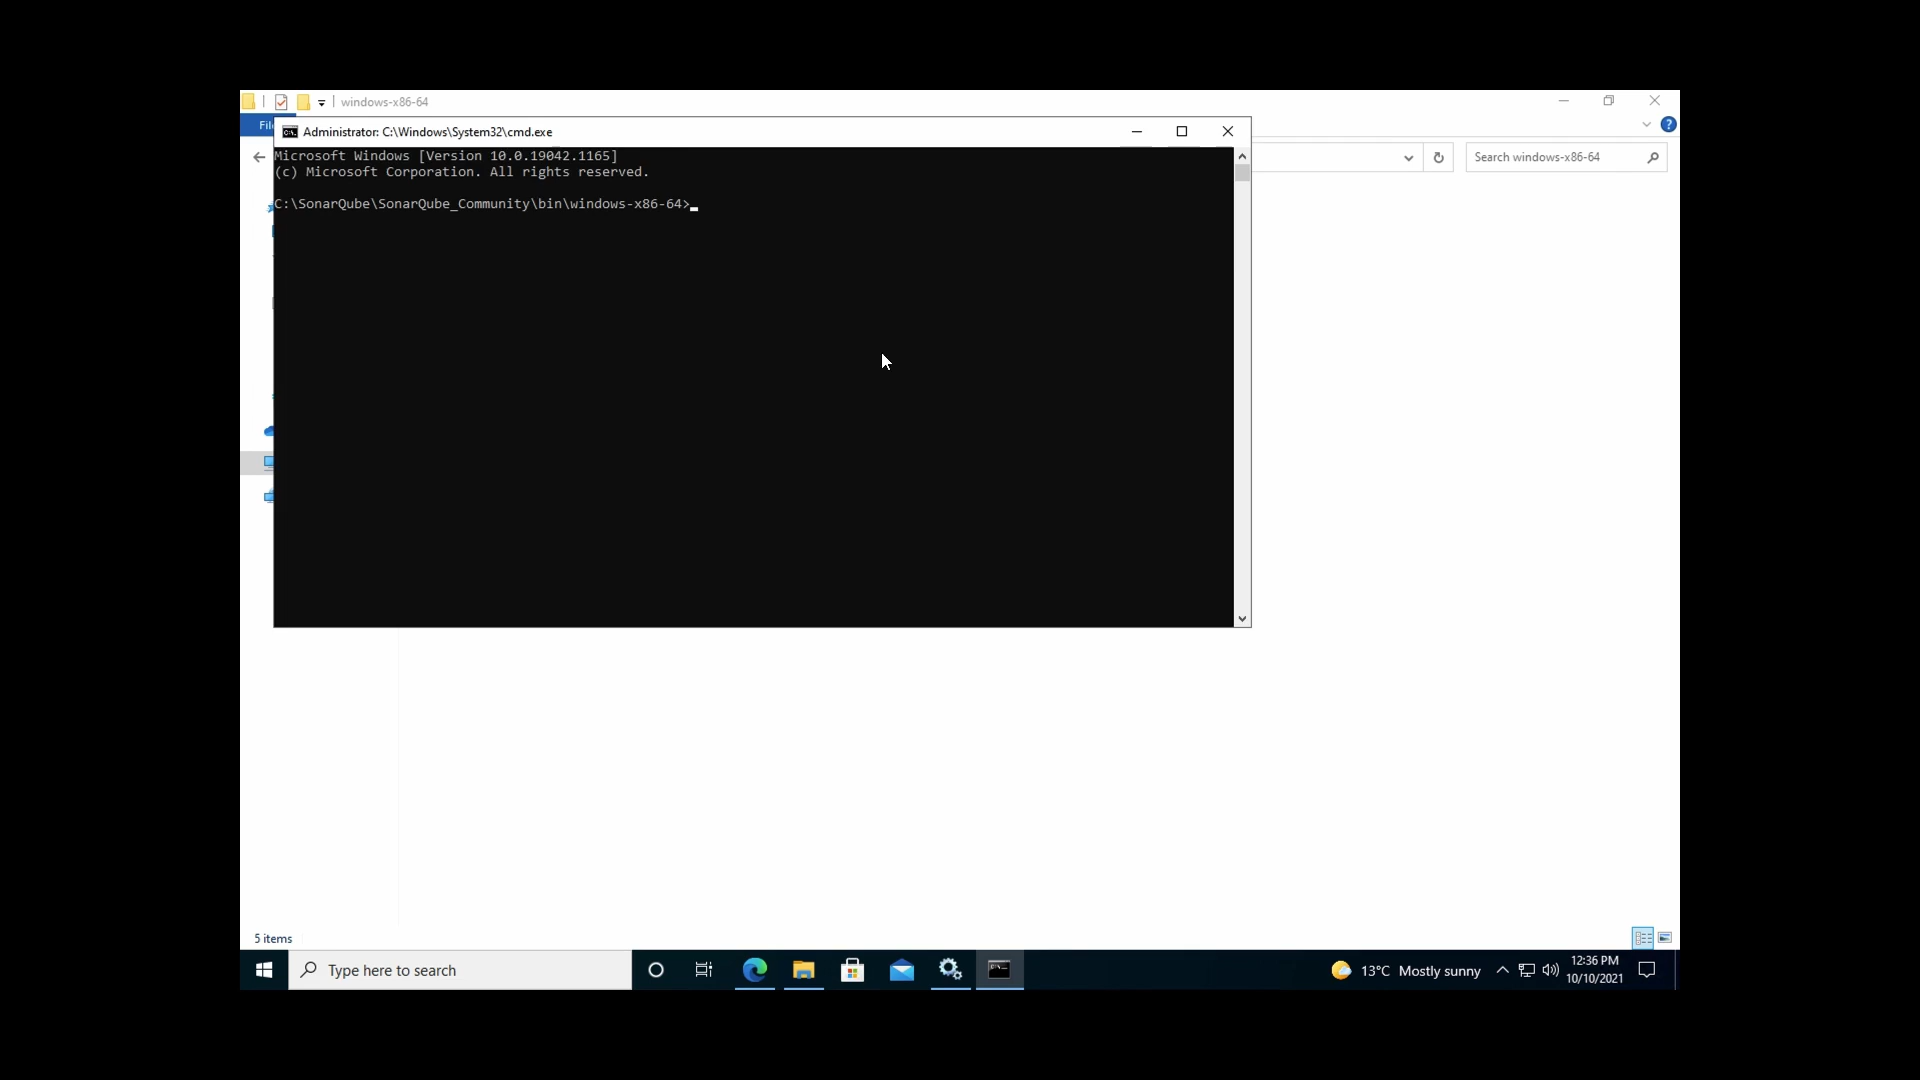 windows-x86-64
Administrator: C:\Windows\System32\cmd.exe
Microsoft Windows [Version 10.0.19042.1165]
(c) Microsoft Corporation. All rights reserved.
C:\SonarQube\SonarQube_Community\bin\windows-x86-64>
Search windows-x86-64
5 items
Type here to search
13°C Mostly sunny
12:36 PM
10/10/2021